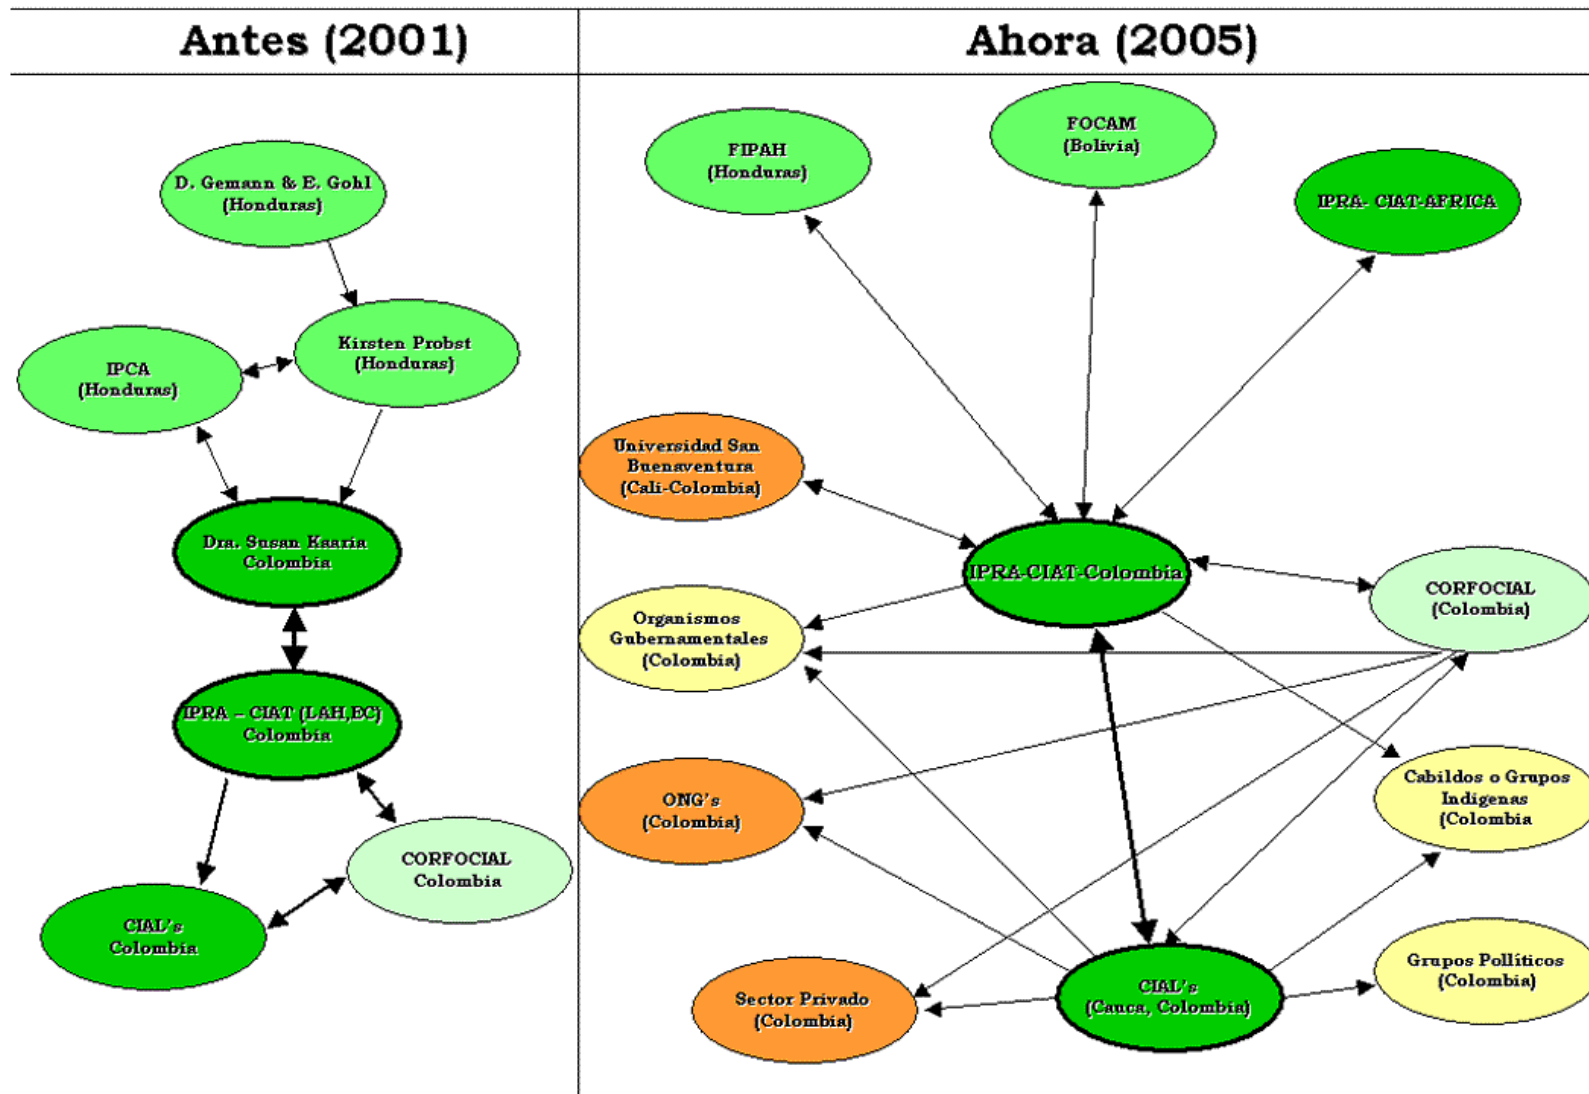 Antes (2001)
D. Gemann & E. Gohl
(Honduras)
Kirsten Probst
(Honduras)
IPCA
(Honduras)
Dra. Susan Kaaria
Colombia
IPRA – CIAT (LAH,EC)
Colombia
CORFOCIAL
Colombia
CIAL's
Colombia
Ahora (2005)
FIPAH
(Honduras)
FOCAM
(Bolivia)
IPRA- CIAT-AFRICA
Universidad San
Buenaventura
(Cali-Colombia)
IPRA-CIAT-Colombia
CORFOCIAL
(Colombia)
Organismos
Gubernamentales
(Colombia)
ONG's
(Colombia)
Cabildos o Grupos
Indigenas
(Colombia
Sector Privado
(Colombia)
CIAL's
(Cauca, Colombia)
Grupos Pollíticos
(Colombia)